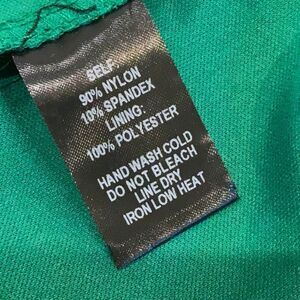 SELF:
90% NYLON
10% SPANDEX
LINING:
100% POLYESTER
HAND WASH COLD
DO NOT BLEACH
LINE DRY
IRON LOW HEAT